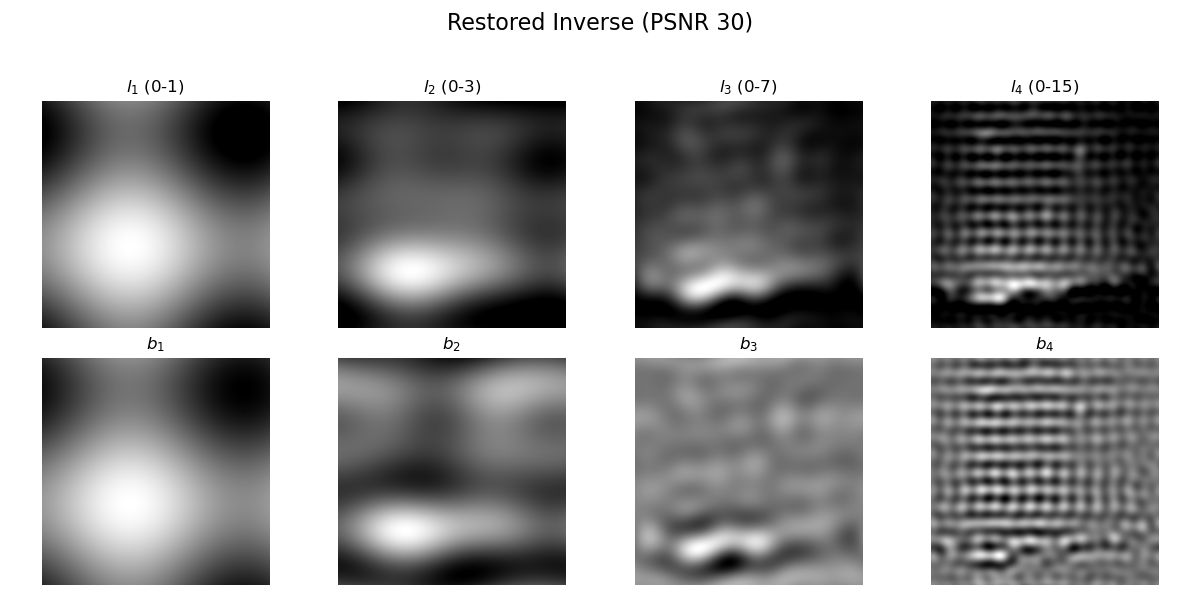 Restored Inverse (PSNR 30)
l₁ (0-1) l₂ (0-3) l₃ (0-7) l₄ (0-15)
b₁ b₂ b₃ b₄